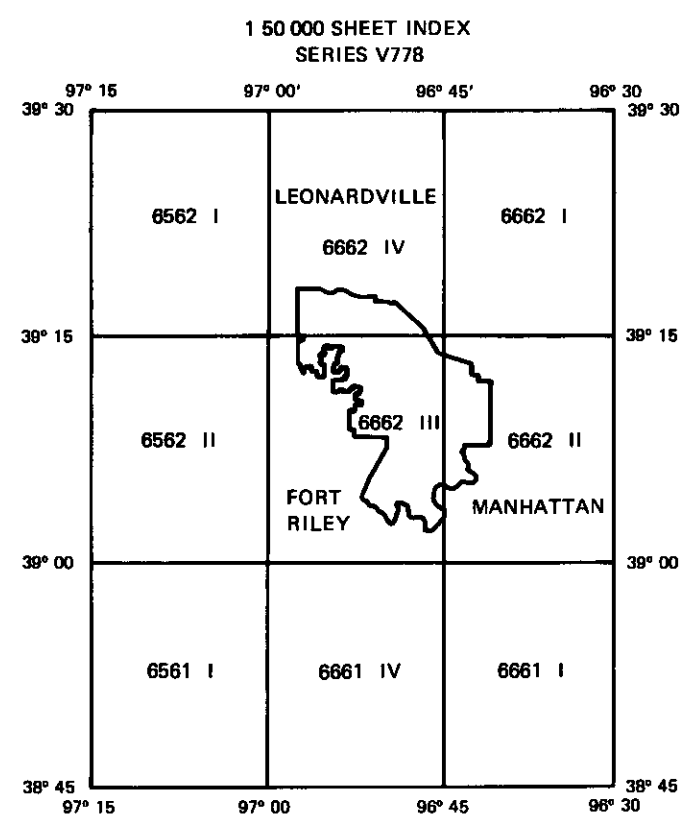 1 50 000 SHEET INDEX
SERIES V778
97° 15 97° 00' 96° 45' 96° 30
39° 30 39° 30
LEONARDVILLE
6562 I 6662 I
6662 IV
39° 15 39° 15
6662 III
6562 II 6662 II
FORT MANHATTAN
RILEY
39° 00 39° 00
6561 I 6661 IV 6661 I
38° 45 38° 45
97° 15 97° 00 96° 45 96° 30